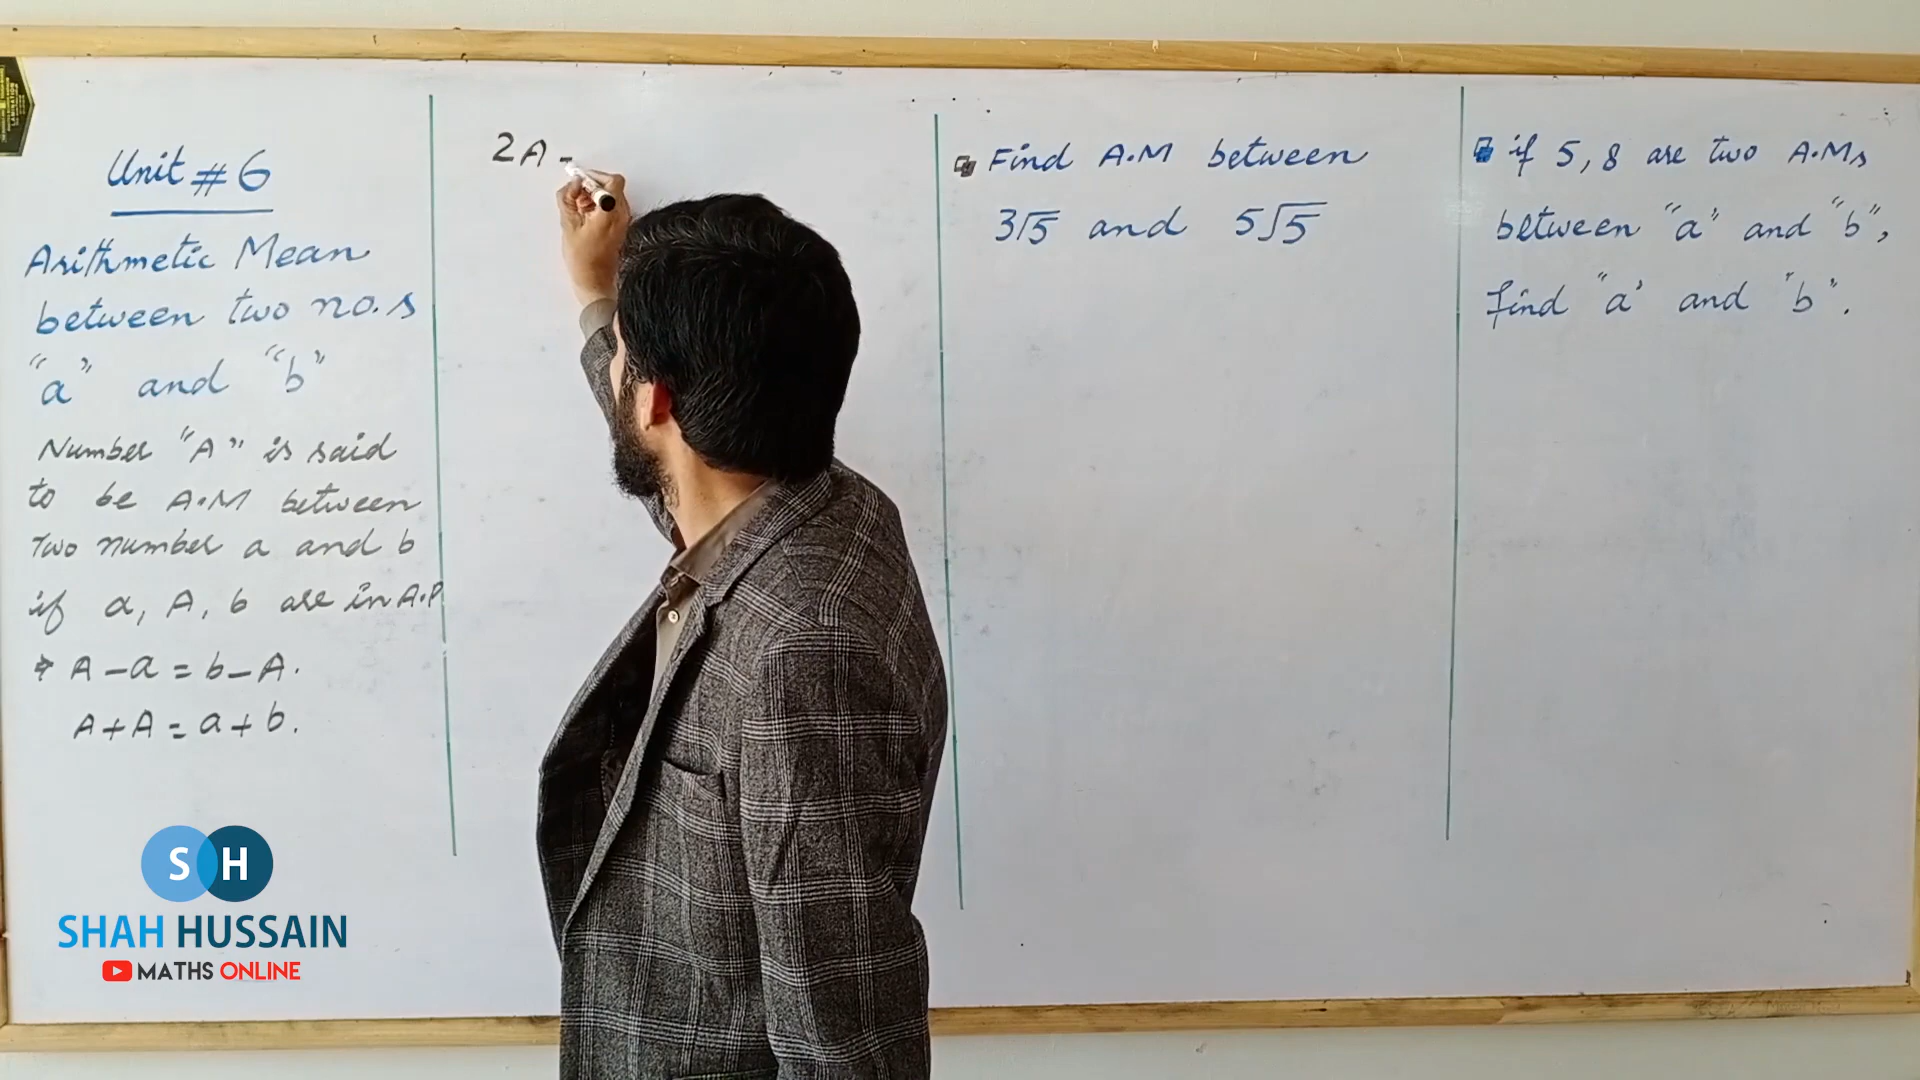 Unit # 6
Arithmetic Mean
between two no.s
"a" and "b"
Number "A" is said
to be A.M between
Two number a and b
if a, A, b are in A.P
A - a = b - A.
A + A = a + b.
2A -
Find A.M between
3√5 and 5√5
if 5, 8 are two A.Ms
between "a" and "b",
find "a" and "b".
S H
SHAH HUSSAIN
MATHS ONLINE